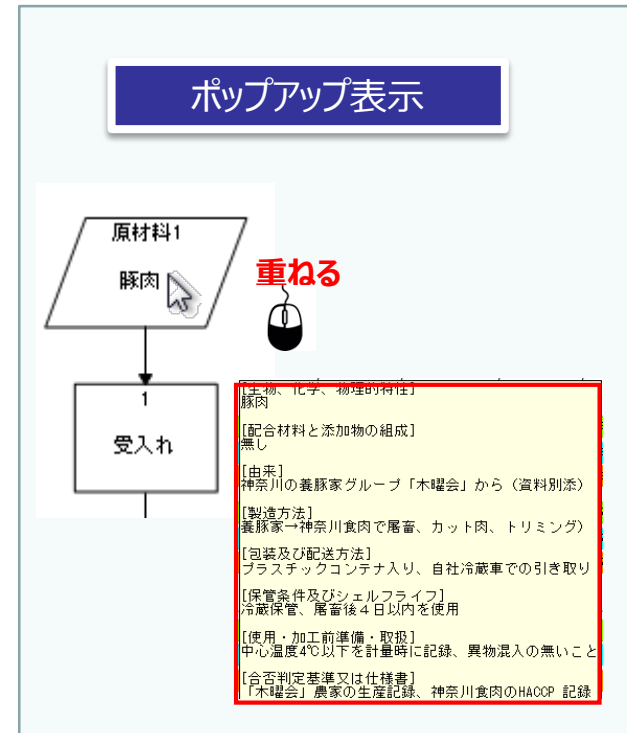 ポップアップ表示
原材料1
豚肉
重ねる
1
受入れ
[生物、化学、物理的特性]
豚肉
[配合材料と添加物の組成]
無し
[由来]
神奈川の養豚家グループ「木曜会」から（資料別添）
[製造方法]
養豚家→神奈川食肉で屠畜、カット肉、トリミング）
[包装及び配送方法]
プラスチックコンテナ入り、自社冷蔵車での引き取り
[保管条件及びシェルフライフ]
冷蔵保管、屠畜後４日以内を使用
[使用・加工前準備・取扱]
中心温度4℃以下を計量時に記録、異物混入の無いこと
[合否判定基準又は仕様書]
「木曜会」農家の生産記録、神奈川食肉のHACCP 記録